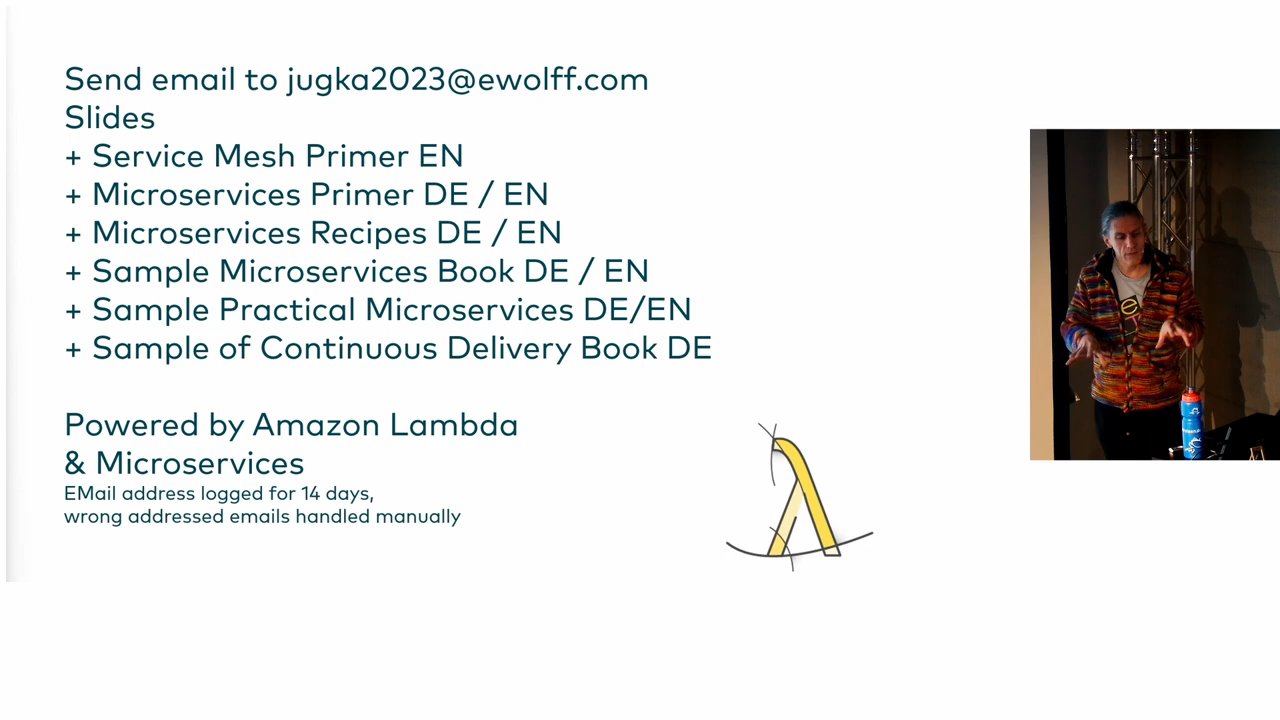 Send email to jugka2023@ewolff.com
Slides
+ Service Mesh Primer EN
+ Microservices Primer DE / EN
+ Microservices Recipes DE / EN
+ Sample Microservices Book DE / EN
+ Sample Practical Microservices DE/EN
+ Sample of Continuous Delivery Book DE
Powered by Amazon Lambda
& Microservices
EMail address logged for 14 days,
wrong addressed emails handled manually